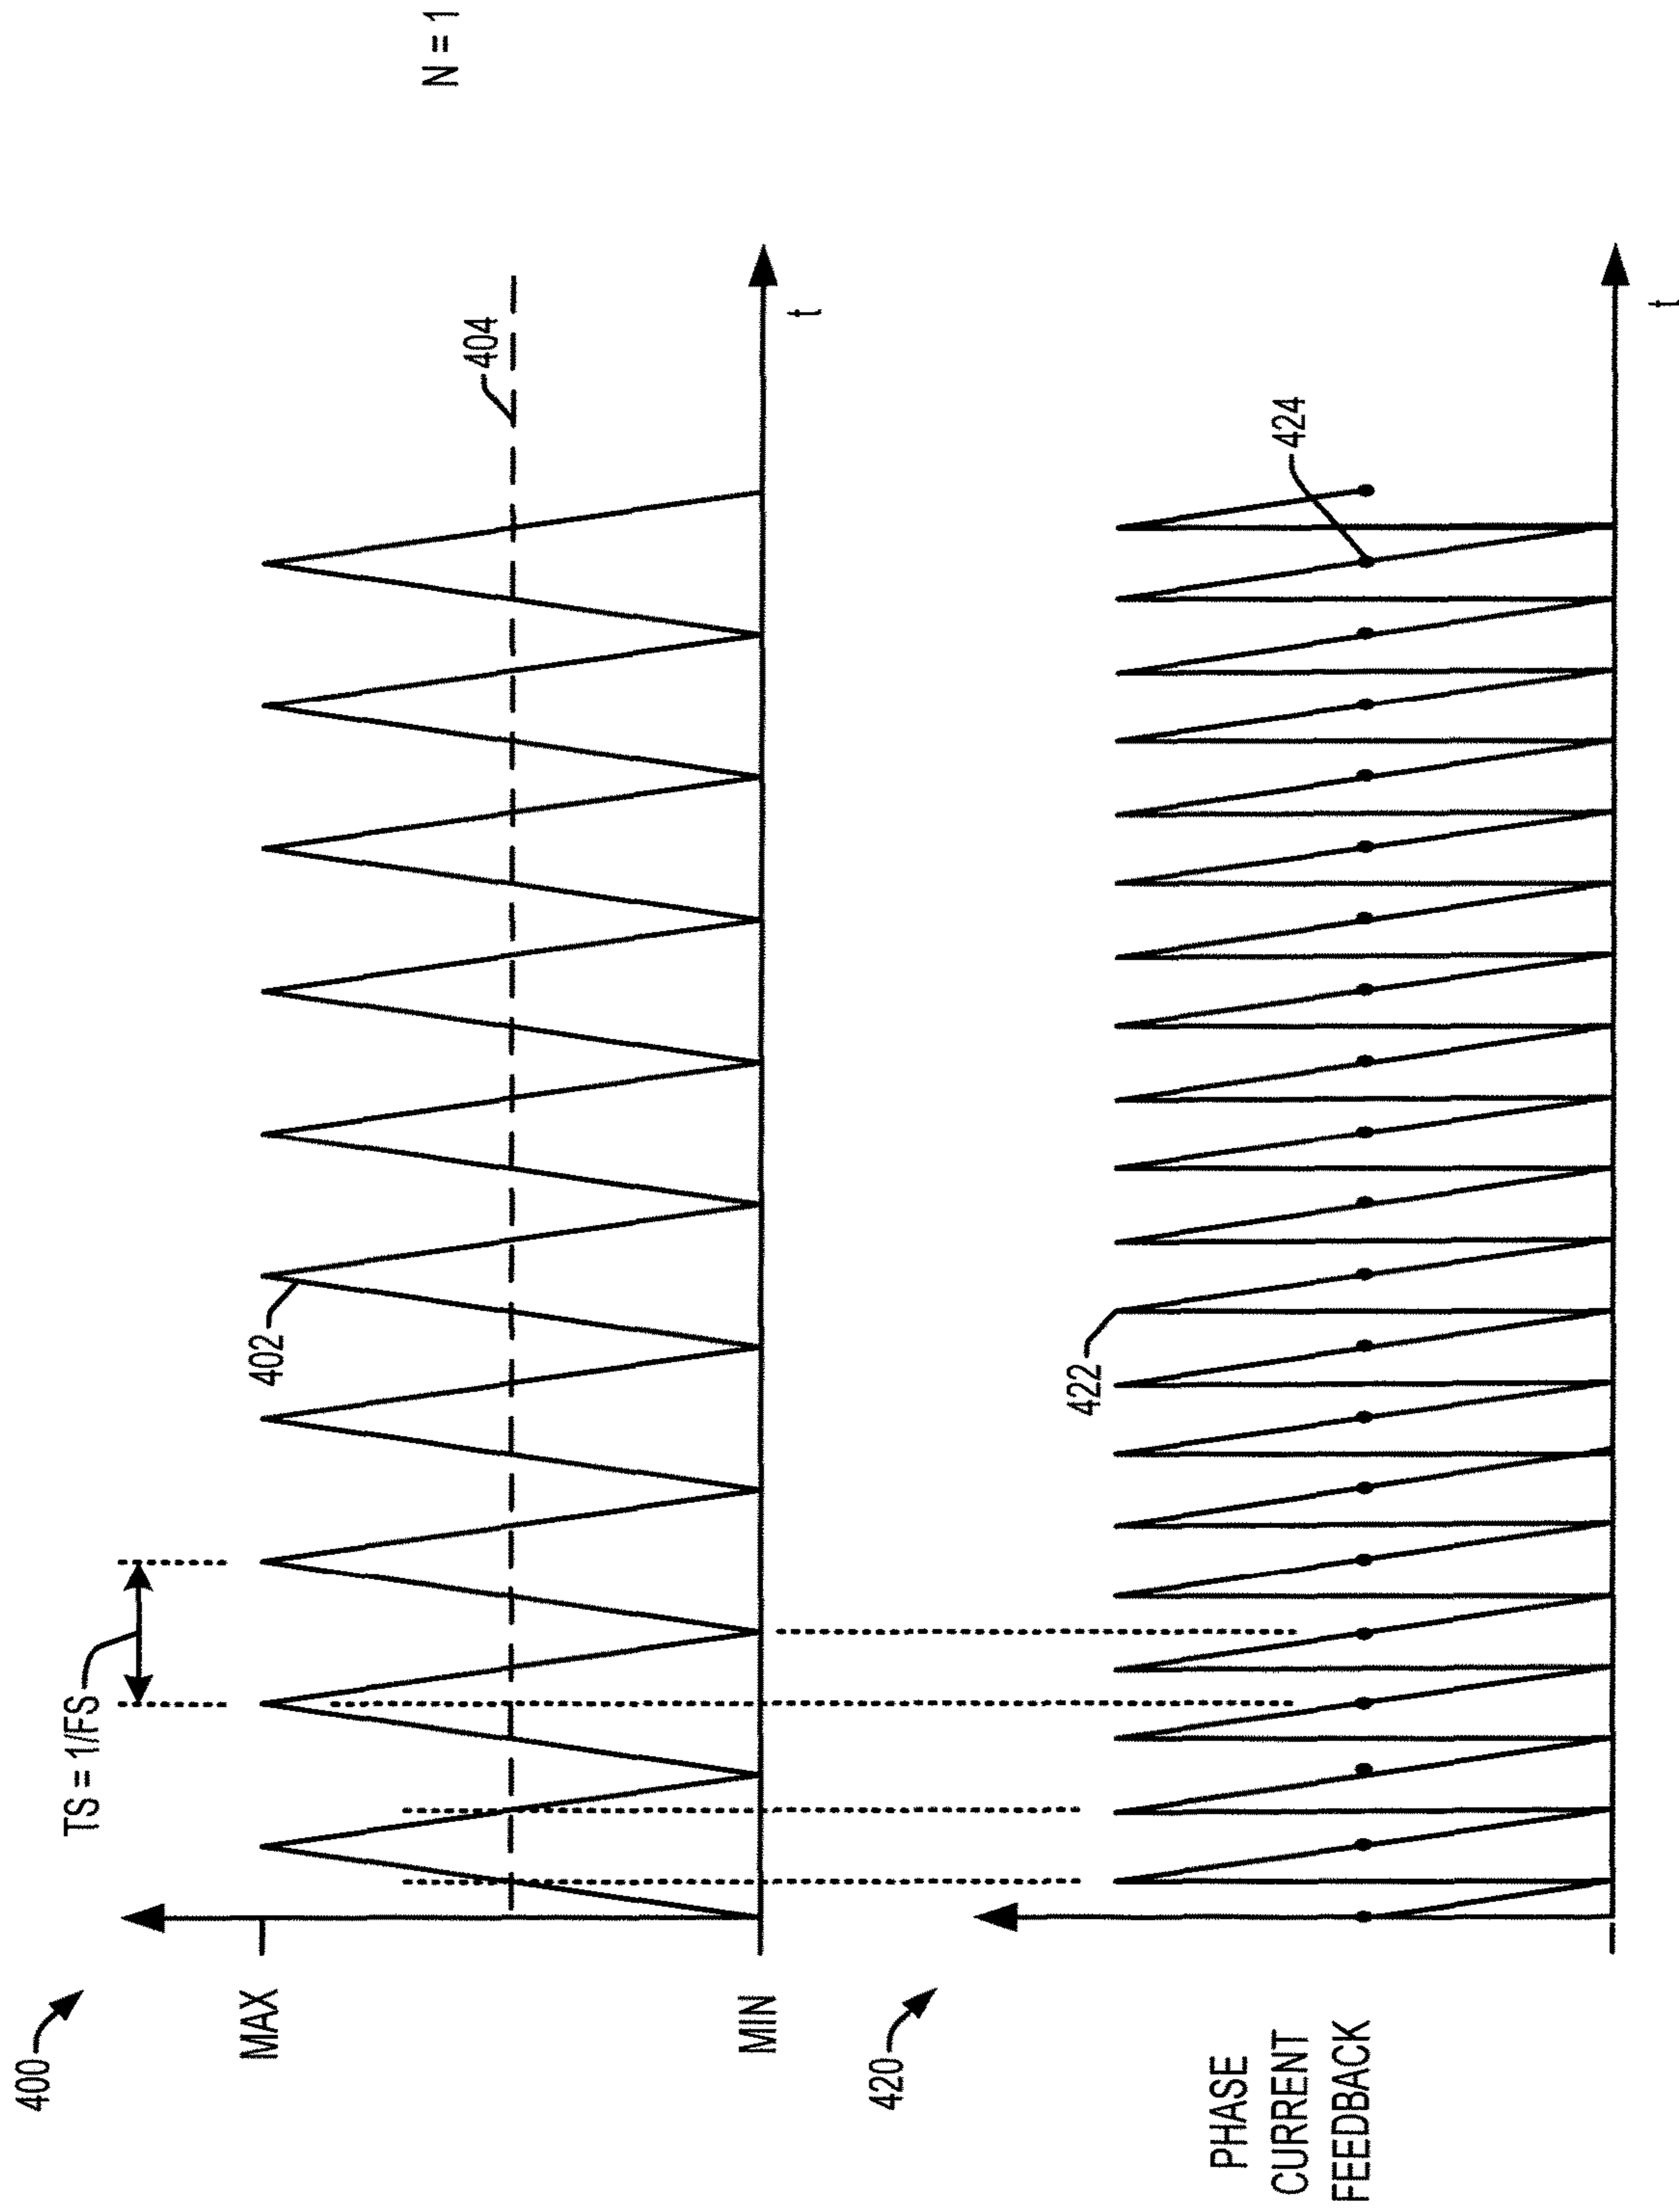 400
TS = 1/FS
MAX
402
404
N = 1
MIN
t
420
PHASE
CURRENT
FEEDBACK
422
424
t